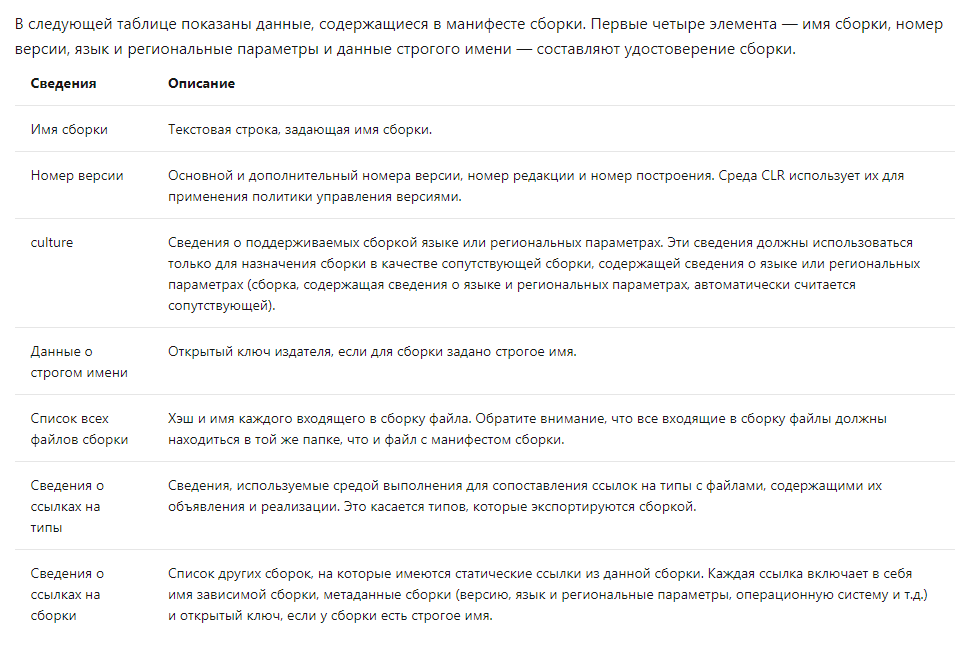 В следующей таблице показаны данные, содержащиеся в манифесте сборки. Первые четыре элемента — имя сборки, номер
версии, язык и региональные параметры и данные строгого имени — составляют удостоверение сборки.
Сведения Описание
Имя сборки Текстовая строка, задающая имя сборки.
Номер версии Основной и дополнительный номера версии, номер редакции и номер построения. Среда CLR использует их для
применения политики управления версиями.
culture Сведения о поддерживаемых сборкой языке или региональных параметрах. Эти сведения должны использоваться
только для назначения сборки в качестве сопутствующей сборки, содержащей сведения о языке или региональных
параметрах (сборка, содержащая сведения о языке и региональных параметрах, автоматически считается
сопутствующей).
Данные о Открытый ключ издателя, если для сборки задано строгое имя.
строгом имени
Список всех Хэш и имя каждого входящего в сборку файла. Обратите внимание, что все входящие в сборку файлы должны
файлов сборки находиться в той же папке, что и файл с манифестом сборки.
Сведения о Сведения, используемые средой выполнения для сопоставления ссылок на типы с файлами, содержащими их
ссылках на объявления и реализации. Это касается типов, которые экспортируются сборкой.
типы
Сведения о Список других сборок, на которые имеются статические ссылки из данной сборки. Каждая ссылка включает в себя
ссылках на имя зависимой сборки, метаданные сборки (версию, язык и региональные параметры, операционную систему и т.д.)
сборки и открытый ключ, если у сборки есть строгое имя.